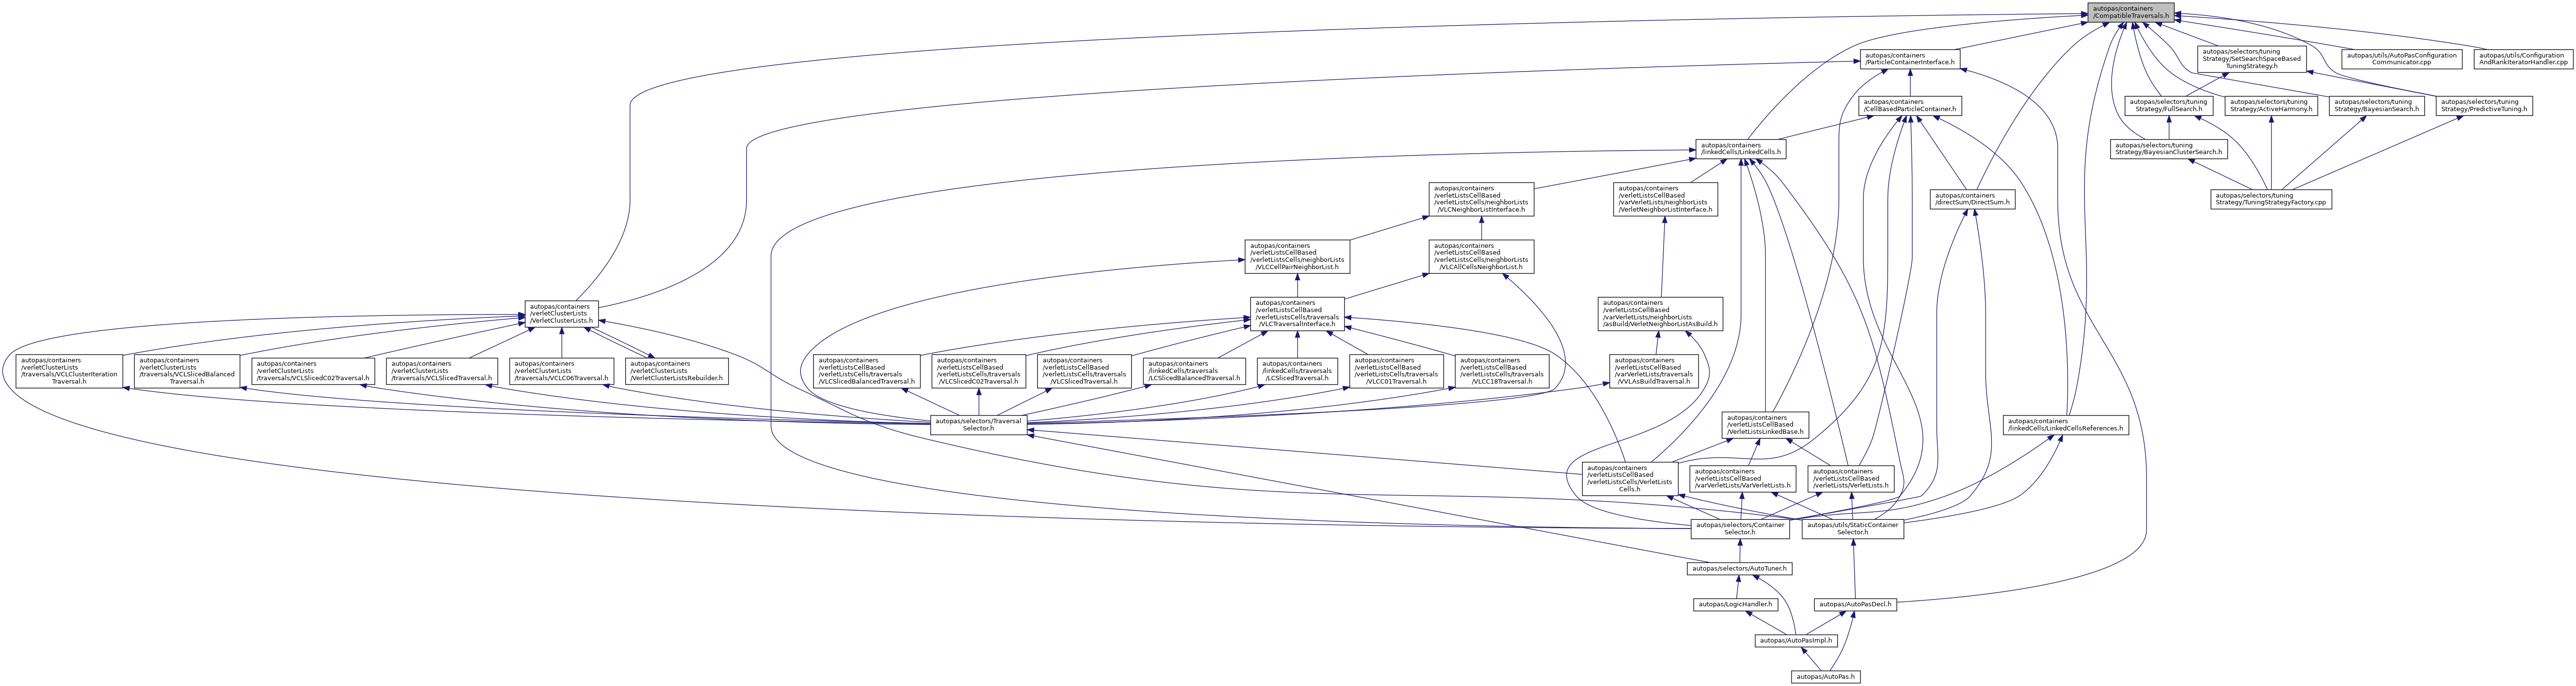 autopas/containers
/CompatibleTraversals.h
autopas/containers
/ParticleContainerInterface.h
autopas/selectors/tuning
Strategy/SetSearchSpaceBased
TuningStrategy.h
autopas/utils/AutoPasConfiguration
Communicator.cpp
autopas/utils/Configuration
AndRankIteratorHandler.cpp
autopas/containers
/CellBasedParticleContainer.h
autopas/selectors/tuning
Strategy/FullSearch.h
autopas/selectors/tuning
Strategy/ActiveHarmony.h
autopas/selectors/tuning
Strategy/BayesianSearch.h
autopas/selectors/tuning
Strategy/PredictiveTuning.h
autopas/containers
/linkedCells/LinkedCells.h
autopas/selectors/tuning
Strategy/BayesianClusterSearch.h
autopas/containers
/verletListsCellBased
/verletListsCells/neighborLists
/VLCNeighborListInterface.h
autopas/containers
/verletListsCellBased
/varVerletLists/neighborLists
/VerletNeighborListInterface.h
autopas/containers
/directSum/DirectSum.h
autopas/selectors/tuning
Strategy/TuningStrategyFactory.cpp
autopas/containers
/verletListsCellBased
/verletListsCells/neighborLists
/VLCCellPairNeighborList.h
autopas/containers
/verletListsCellBased
/verletListsCells/neighborLists
/VLCAllCellsNeighborList.h
autopas/containers
/verletClusterLists
/VerletClusterLists.h
autopas/containers
/verletListsCellBased
/verletListsCells/traversals
/VLCTraversalInterface.h
autopas/containers
/verletListsCellBased
/varVerletLists/neighborLists
/asBuild/VerletNeighborListAsBuild.h
autopas/containers
/verletClusterLists
/traversals/VCLClusterIteration
Traversal.h
autopas/containers
/verletClusterLists
/traversals/VCLSlicedBalanced
Traversal.h
autopas/containers
/verletClusterLists
/traversals/VCLSlicedC02Traversal.h
autopas/containers
/verletClusterLists
/traversals/VCLSlicedTraversal.h
autopas/containers
/verletClusterLists
/traversals/VCLC06Traversal.h
autopas/containers
/verletClusterLists
/VerletClusterListsRebuilder.h
autopas/containers
/verletListsCellBased
/verletListsCells/traversals
/VLCSlicedBalancedTraversal.h
autopas/containers
/verletListsCellBased
/verletListsCells/traversals
/VLCSlicedC02Traversal.h
autopas/containers
/verletListsCellBased
/verletListsCells/traversals
/VLCSlicedTraversal.h
autopas/containers
/linkedCells/traversals
/LCSlicedBalancedTraversal.h
autopas/containers
/linkedCells/traversals
/LCSlicedTraversal.h
autopas/containers
/verletListsCellBased
/verletListsCells/traversals
/VLCC01Traversal.h
autopas/containers
/verletListsCellBased
/verletListsCells/traversals
/VLCC18Traversal.h
autopas/containers
/verletListsCellBased
/varVerletLists/traversals
/VVLAsBuildTraversal.h
autopas/selectors/Traversal
Selector.h
autopas/containers
/verletListsCellBased
/VerletListsLinkedBase.h
autopas/containers
/linkedCells/LinkedCellsReferences.h
autopas/containers
/verletListsCellBased
/verletListsCells/VerletLists
Cells.h
autopas/containers
/verletListsCellBased
/varVerletLists/VarVerletLists.h
autopas/containers
/verletListsCellBased
/verletLists/VerletLists.h
autopas/selectors/Container
Selector.h
autopas/utils/StaticContainer
Selector.h
autopas/selectors/AutoTuner.h
autopas/LogicHandler.h
autopas/AutoPasDecl.h
autopas/AutoPasImpl.h
autopas/AutoPas.h